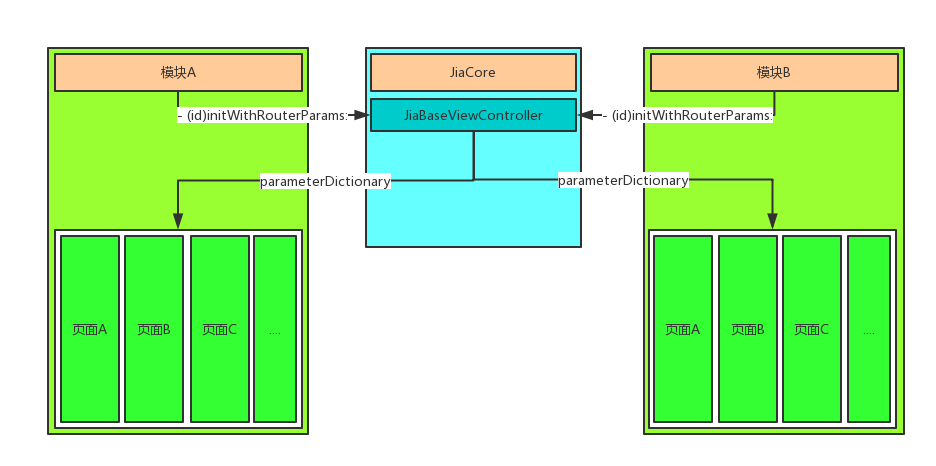 模块A
JiaCore
模块B
- (id)initWithRouterParams:
JiaBaseViewController
- (id)initWithRouterParams:
parameterDictionary
parameterDictionary
页面A
页面B
页面C
....
页面A
页面B
页面C
....